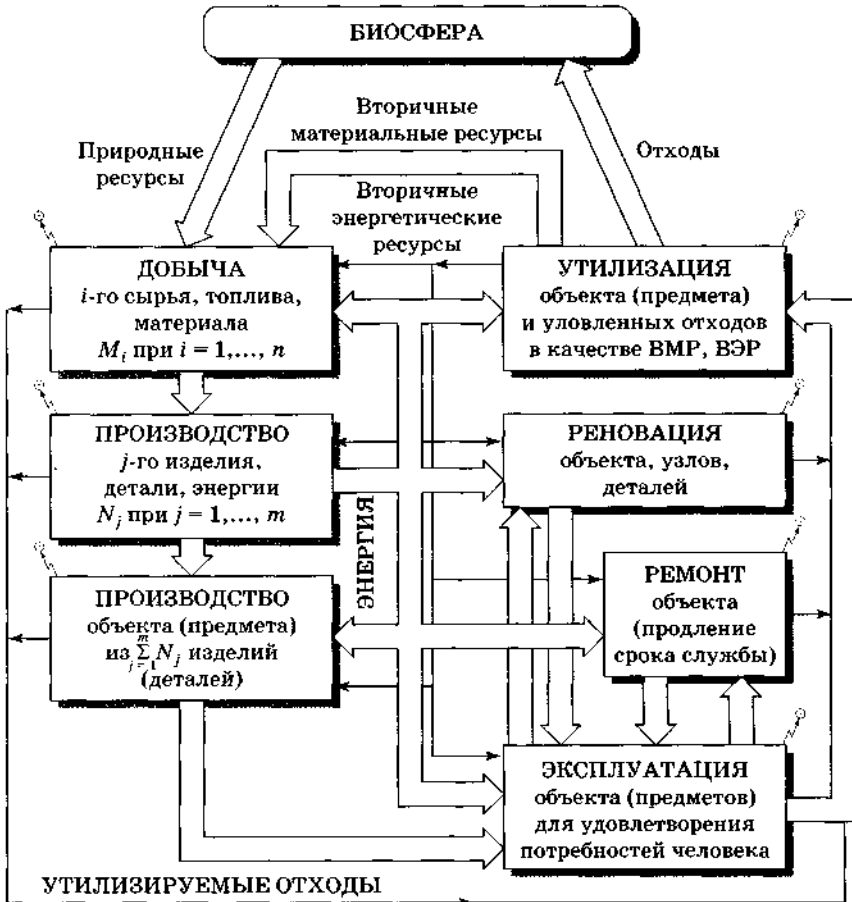 БИОСФЕРА
Вторичные
материальные ресурсы
Природные
ресурсы
Отходы
Вторичные
энергетические
ресурсы
ДОБЫЧА
i-го сырья, топлива,
материала
M_i при i = 1,..., n
УТИЛИЗАЦИЯ
объекта (предмета)
и уловленных отходов
в качестве ВМР, ВЭР
ПРОИЗВОДСТВО
j-го изделия,
детали, энергии
N_j при j = 1,..., m
РЕНОВАЦИЯ
объекта, узлов,
деталей
ЭНЕРГИЯ
ПРОИЗВОДСТВО
объекта (предмета)
из ∑_{j=1}^{m} N_j изделий
(деталей)
РЕМОНТ
объекта
(продление
срока службы)
ЭКСПЛУАТАЦИЯ
объекта (предметов)
для удовлетворения
потребностей человека
УТИЛИЗИРУЕМЫЕ ОТХОДЫ